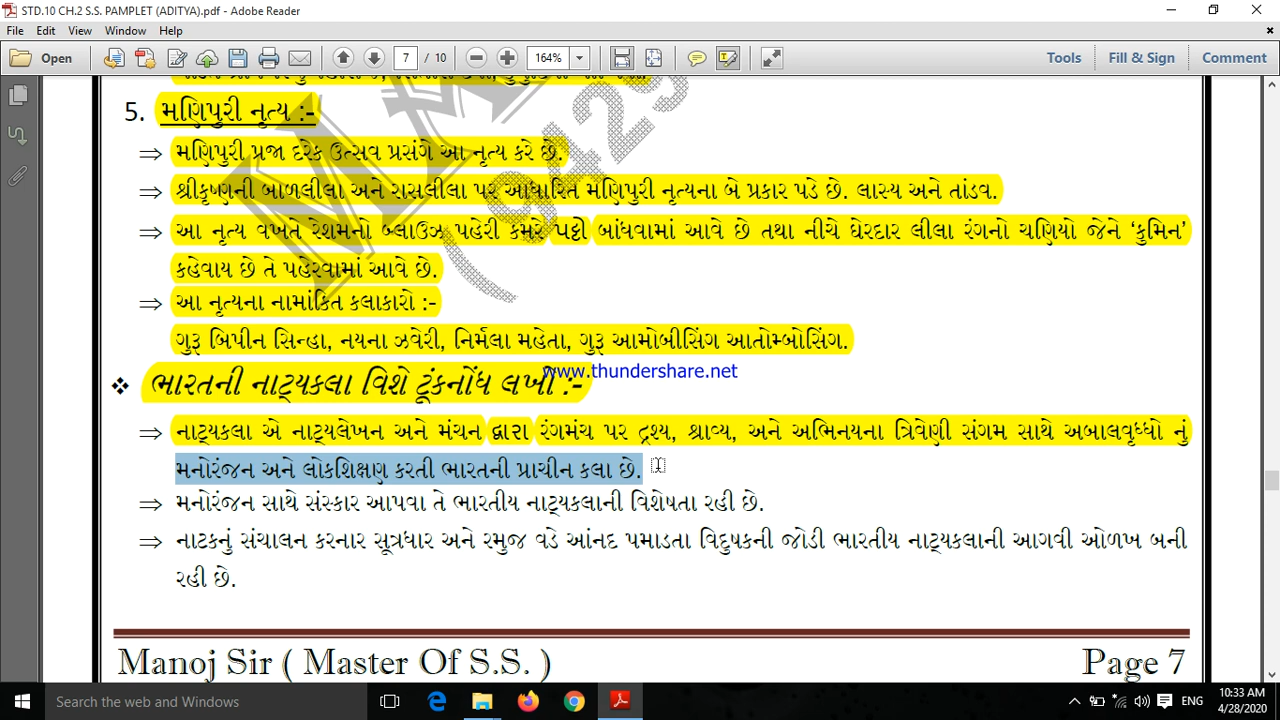 STD.10 CH.2 S.S. PAMPLET (ADITYA).pdf - Adobe Reader
File Edit View Window Help
Open 7 / 10 164% Tools Fill & Sign Comment
5. મણિપુરી નૃત્ય :-
⇒ મણિપુરી પ્રજા દરેક ઉત્સવ પ્રસંગે આ નૃત્ય કરે છે.
⇒ શ્રીકૃષ્ણની બાળલીલા અને રાસલીલા પર આધારિત મણિપુરી નૃત્યના બે પ્રકાર પડે છે. લાસ્ય અને તાંડવ.
⇒ આ નૃત્ય વખતે રેશમનો બ્લાઉઝ પહેરી કમરે પટ્ટો બાંધવામાં આવે છે તથા નીચે ઘેરદાર લીલા રંગનો ચણિયો જેને ‘કુમિન’
કહેવાય છે તે પહેરવામાં આવે છે.
⇒ આ નૃત્યના નામાંકિત કલાકારો :-
ગુરૂ બિપીન સિન્હા, નયના ઝવેરી, નિર્મલા મહેતા, ગુરૂ આમોબીસિંગ આતોમ્બોસિંગ.
www.thundershare.net
❖ ભારતની નાટ્યકલા વિશે ટૂંકનોંધ લખો :-
⇒ નાટ્યકલા એ નાટ્યલેખન અને મંચન દ્વારા રંગમંચ પર દ્રશ્ય, શ્રાવ્ય, અને અભિનયના ત્રિવેણી સંગમ સાથે અબાલવૃધ્ધો નું
મનોરંજન અને લોકશિક્ષણ કરતી ભારતની પ્રાચીન કલા છે.
⇒ મનોરંજન સાથે સંસ્કાર આપવા તે ભારતીય નાટ્યકલાની વિશેષતા રહી છે.
⇒ નાટકનું સંચાલન કરનાર સૂત્રધાર અને રમુજ વડે આંનદ પમાડતા વિદુષકની જોડી ભારતીય નાટ્યકલાની આગવી ઓળખ બની
રહી છે.
Manoj Sir ( Master Of S.S. ) Page 7
Search the web and Windows ENG 10:33 AM
4/28/2020